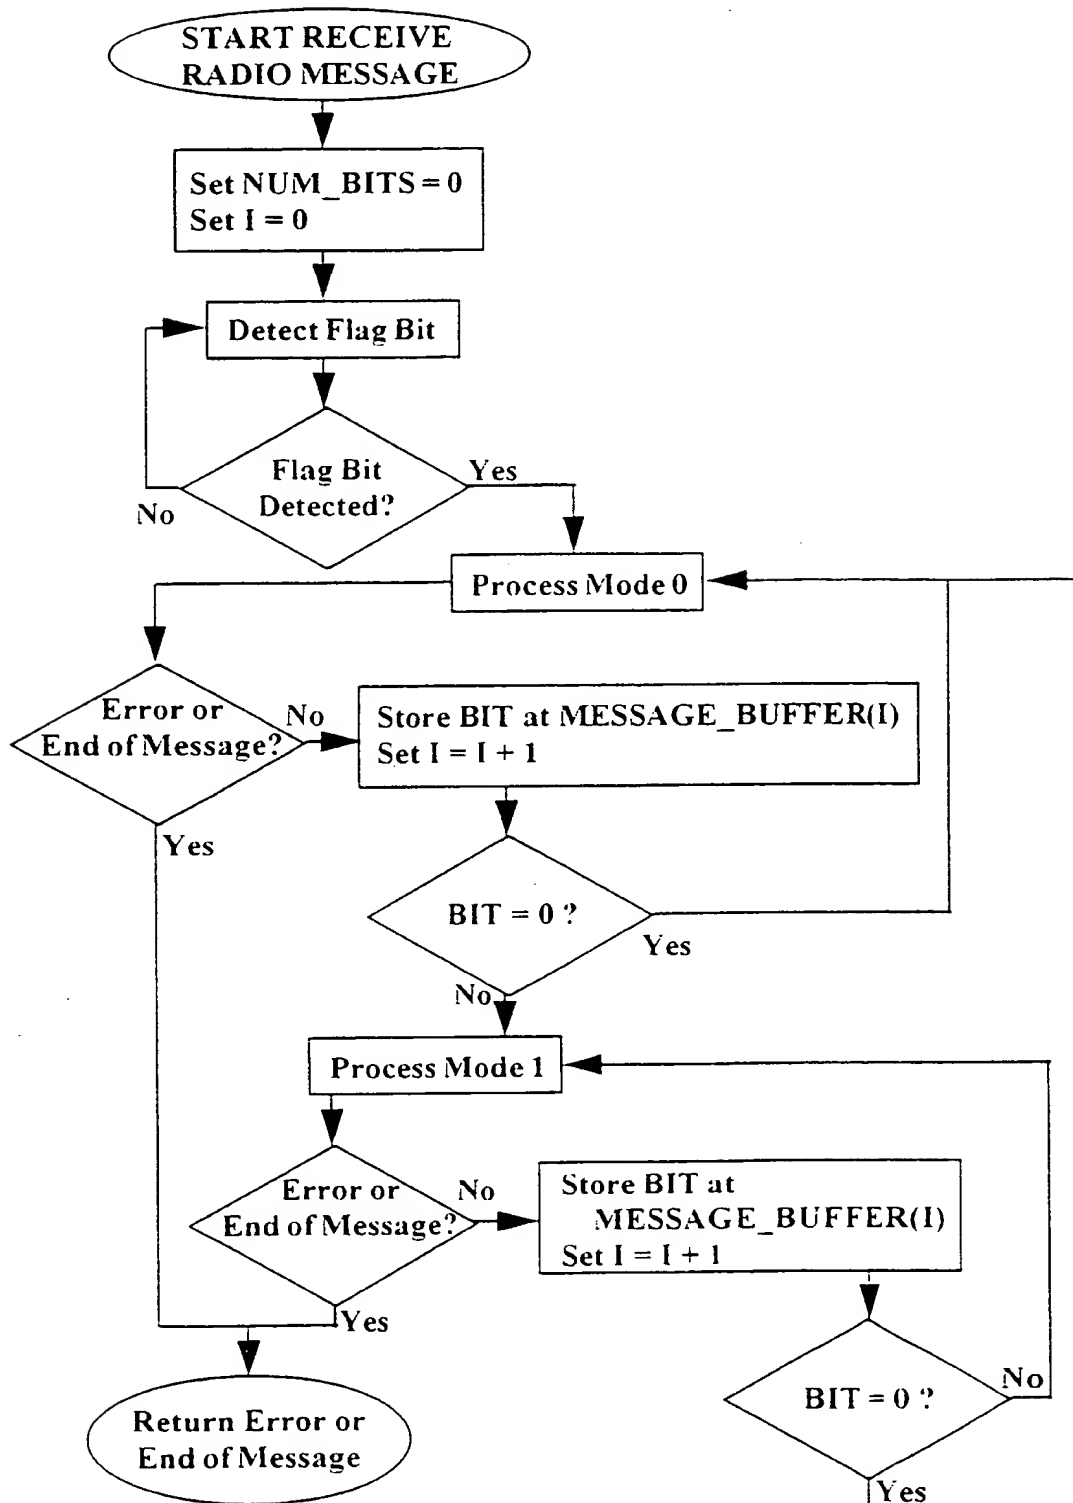 START RECEIVE
RADIO MESSAGE
Set NUM_BITS = 0
Set I = 0
Detect Flag Bit
Flag Bit
Detected?
Yes
No
Process Mode 0
Error or
End of Message?
No
Yes
Store BIT at MESSAGE_BUFFER(I)
Set I = I + 1
BIT = 0 ?
Yes
No
Process Mode 1
Error or
End of Message?
No
Yes
Store BIT at
MESSAGE_BUFFER(I)
Set I = I + 1
BIT = 0 ?
No
Yes
Return Error or
End of Message